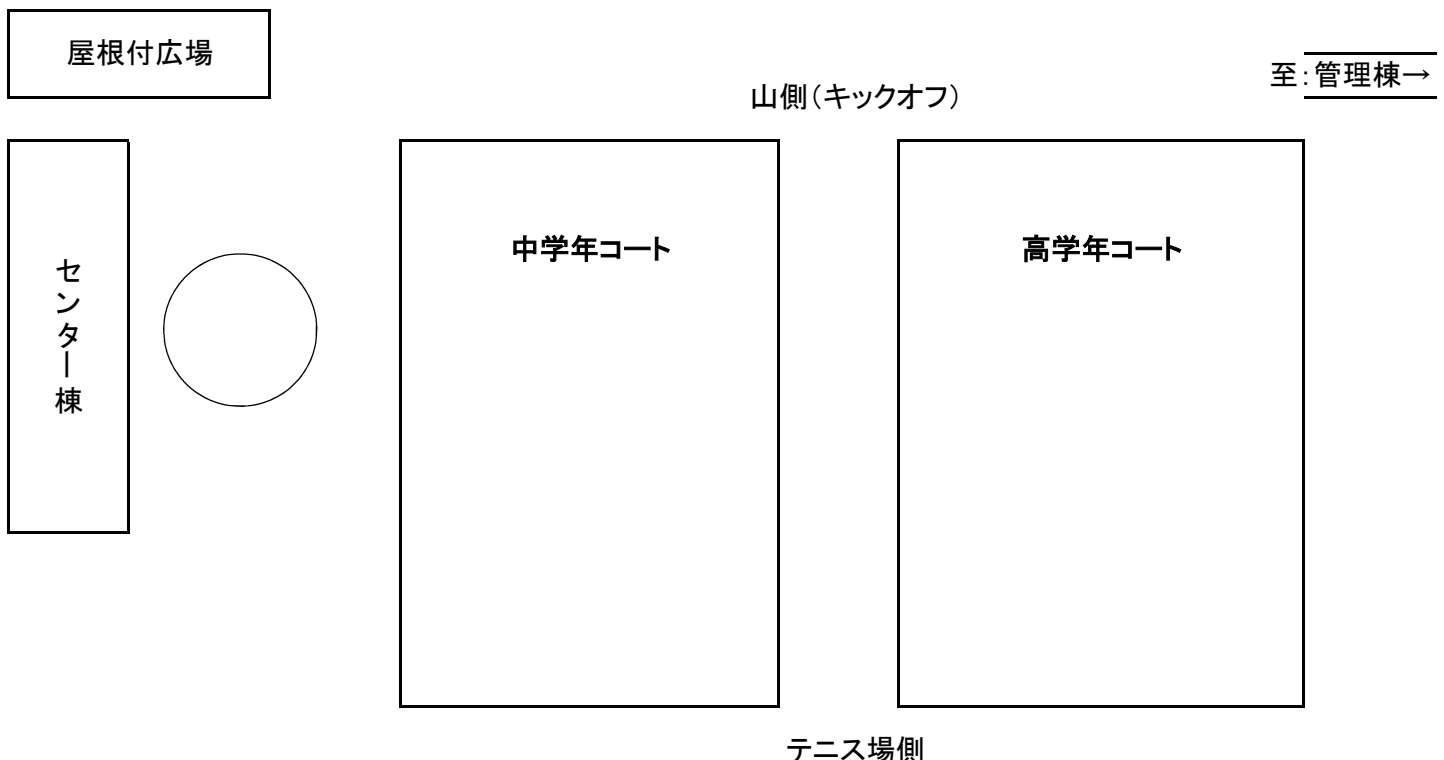 屋根付広場
至:管理棟→
山側(キックオフ)
中学年コート
高学年コート
センター棟
テニス場側